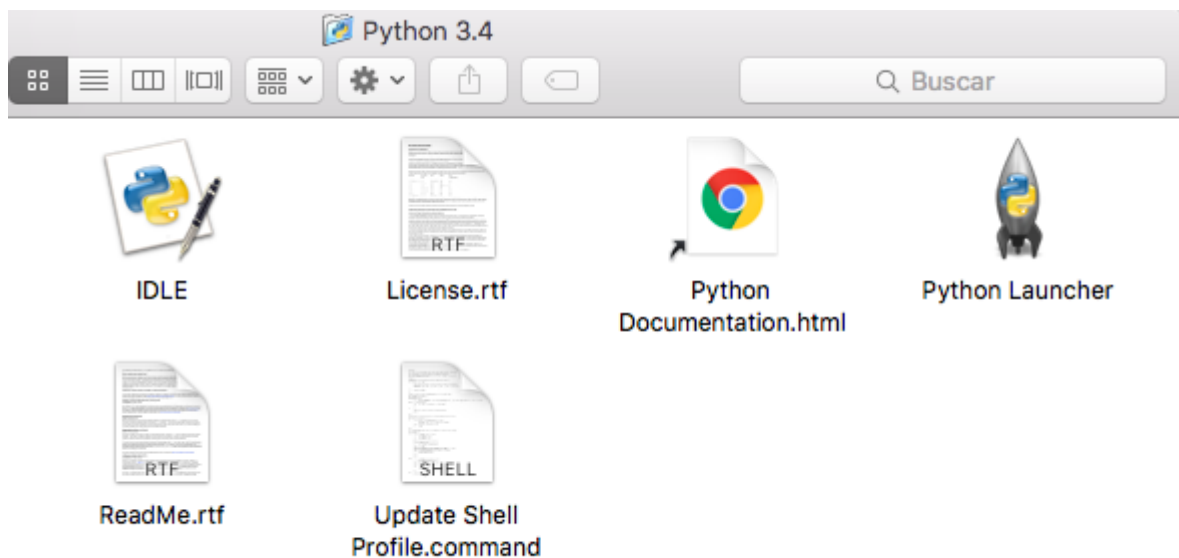 Python 3.4
Buscar
IDLE
License.rtf
Python
Documentation.html
Python Launcher
ReadMe.rtf
Update Shell
Profile.command
RTF
RTF
SHELL